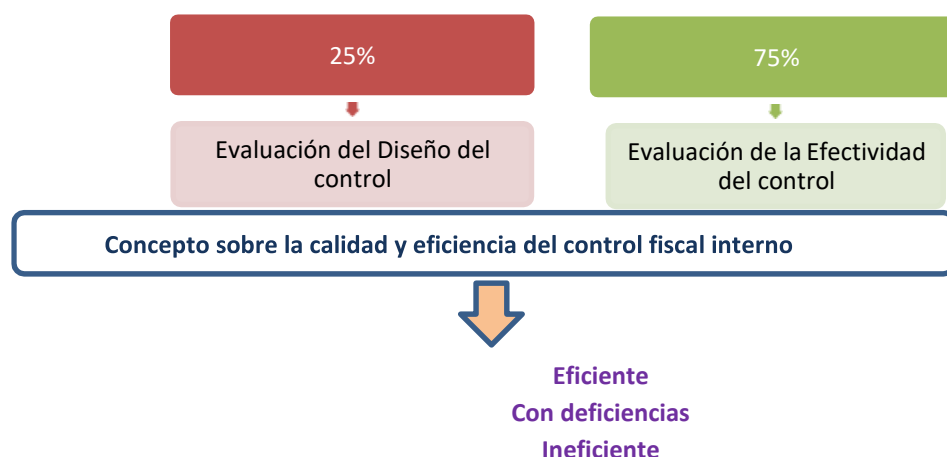 25%
75%
Evaluación del Diseño del
control
Evaluación de la Efectividad
del control
Concepto sobre la calidad y eficiencia del control fiscal interno
Eficiente
Con deficiencias
Ineficiente